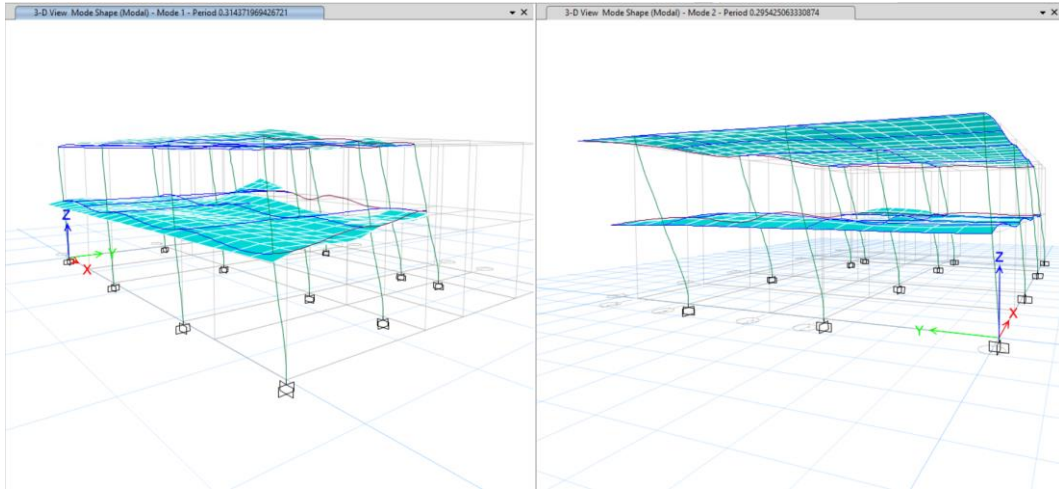 3-D View Mode Shape (Modal) - Mode 1 - Period 0.314371969426721
3-D View Mode Shape (Modal) - Mode 2 - Period 0.295425063330874
Z
Y
X
Z
X
Y